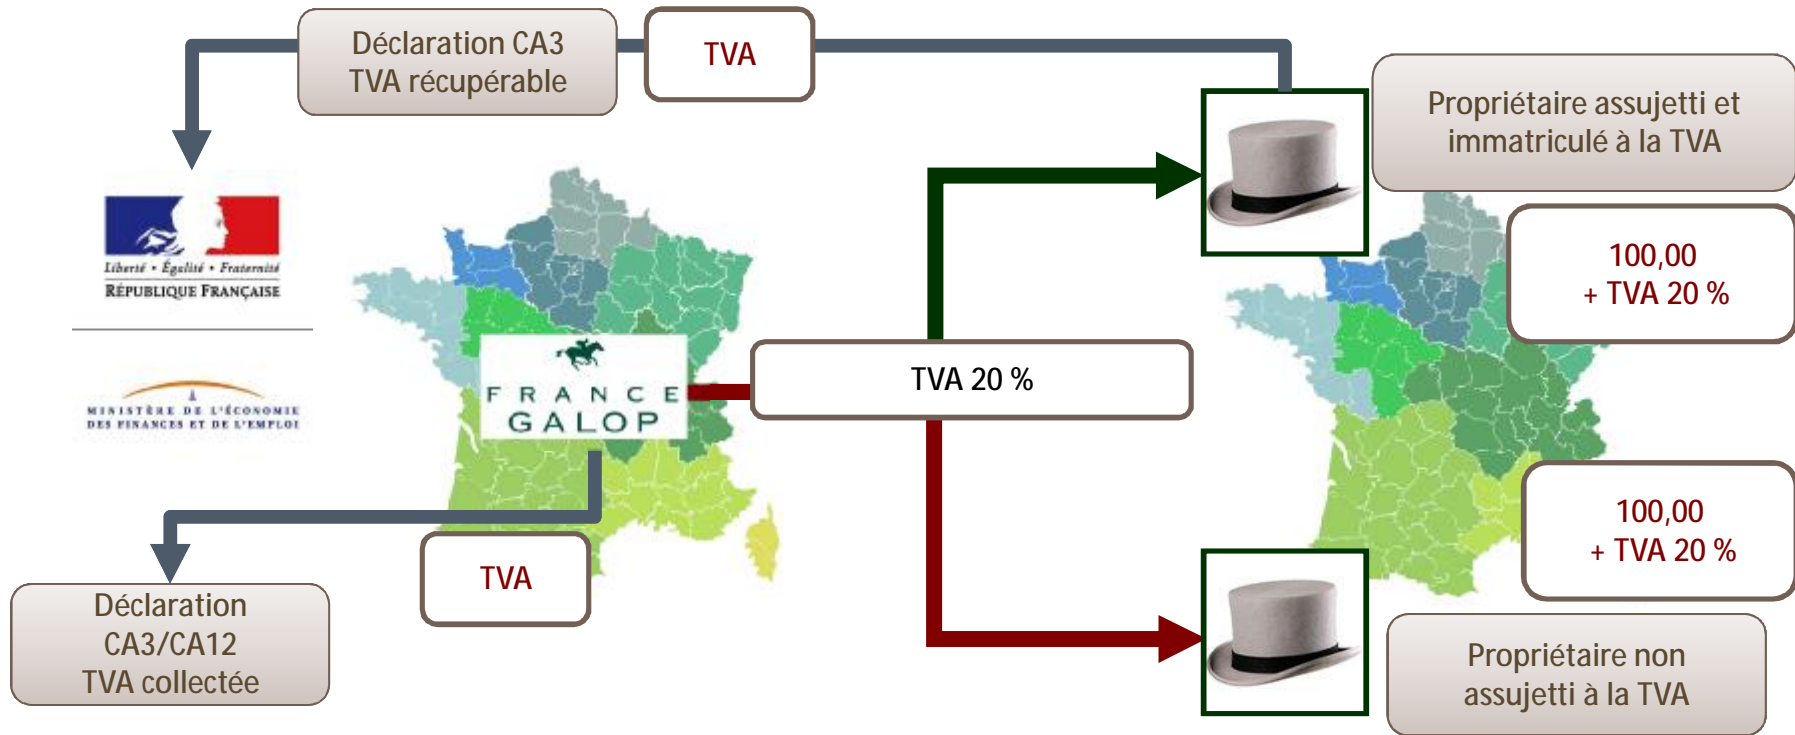 Déclaration CA3
TVA récupérable
TVA
Propriétaire assujetti et
immatriculé à la TVA
Liberté • Égalité • Fraternité
RÉPUBLIQUE FRANÇAISE
100,00
+ TVA 20 %
FRANCE
GALOP
TVA 20 %
MINISTÈRE DE L'ÉCONOMIE
DES FINANCES ET DE L'EMPLOI
100,00
+ TVA 20 %
TVA
Déclaration
CA3/CA12
TVA collectée
Propriétaire non
assujetti à la TVA